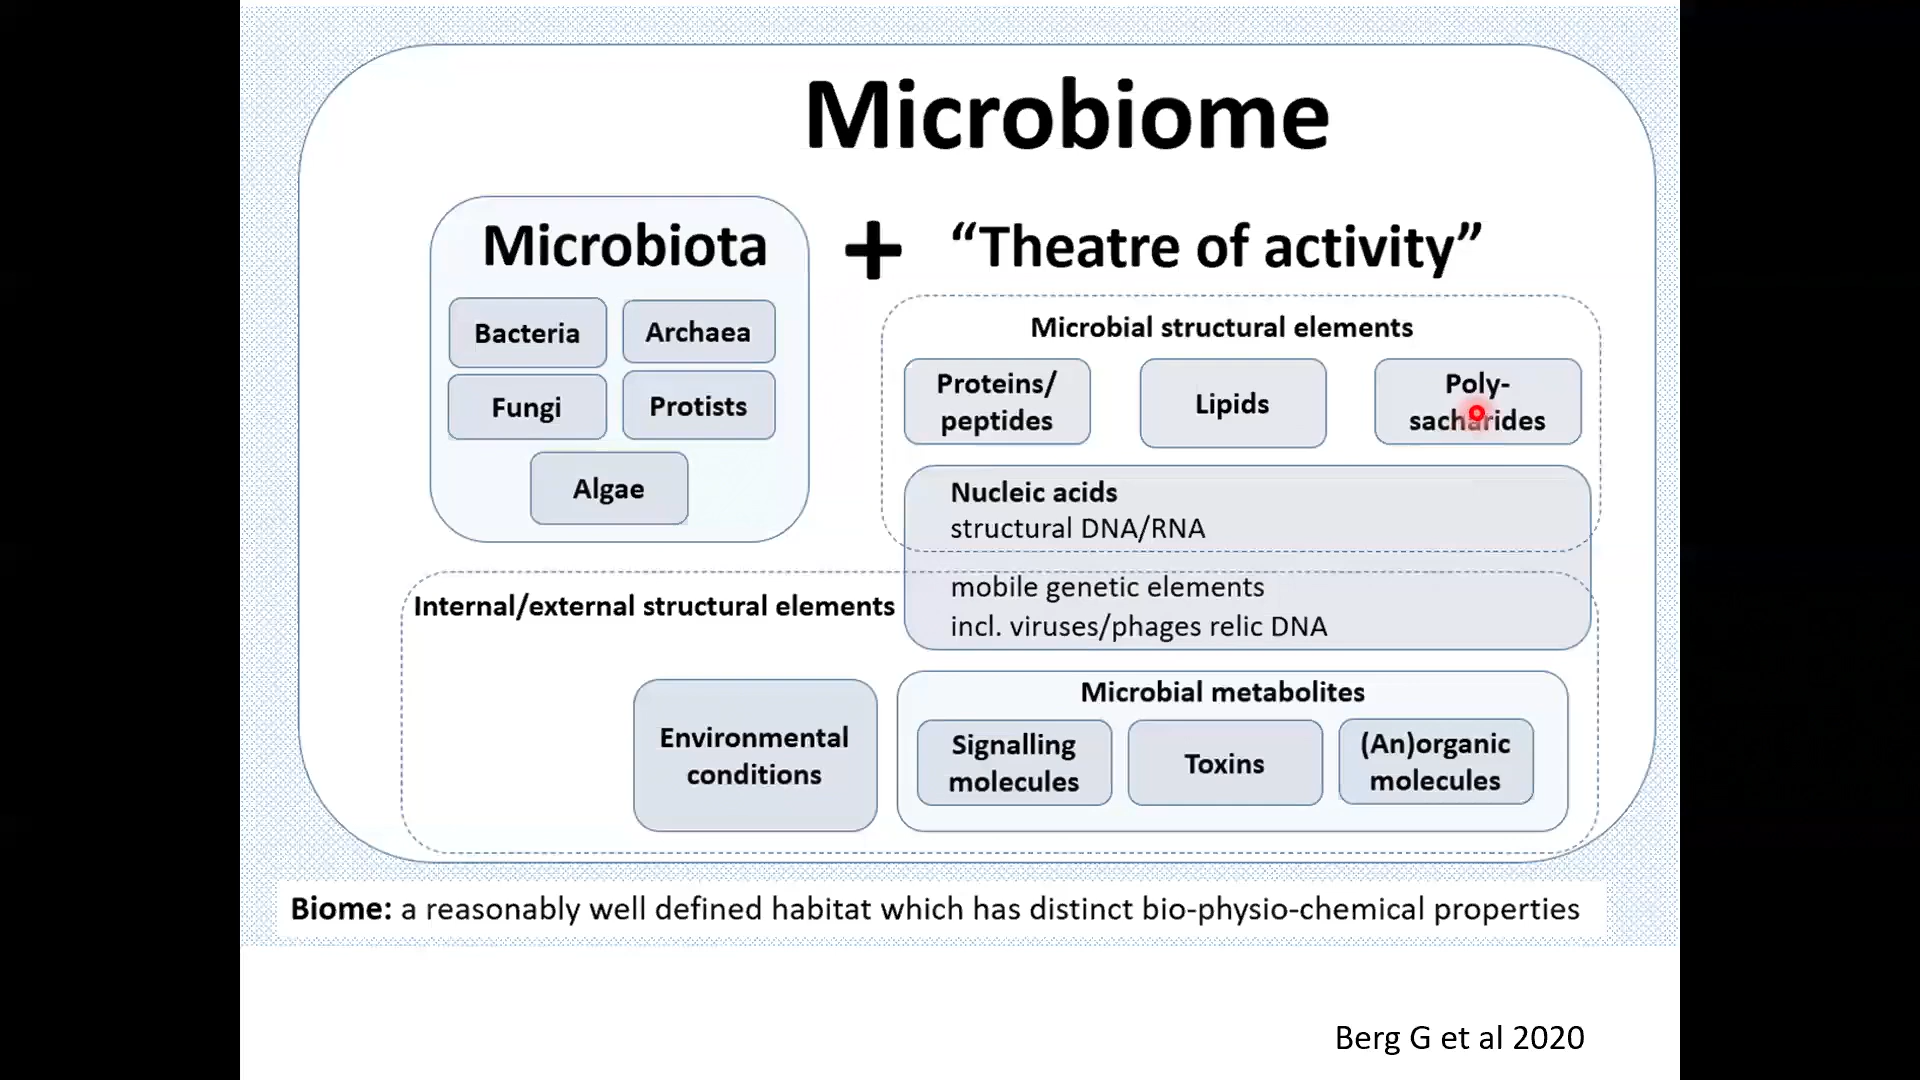 Microbiome
Microbiota + “Theatre of activity”
Bacteria
Archaea
Fungi
Protists
Algae
Microbial structural elements
Proteins/
peptides
Lipids
Poly-
sacharides
Nucleic acids
structural DNA/RNA
mobile genetic elements
incl. viruses/phages relic DNA
Internal/external structural elements
Environmental
conditions
Microbial metabolites
Signalling
molecules
Toxins
(An)organic
molecules
Biome: a reasonably well defined habitat which has distinct bio-physio-chemical properties
Berg G et al 2020